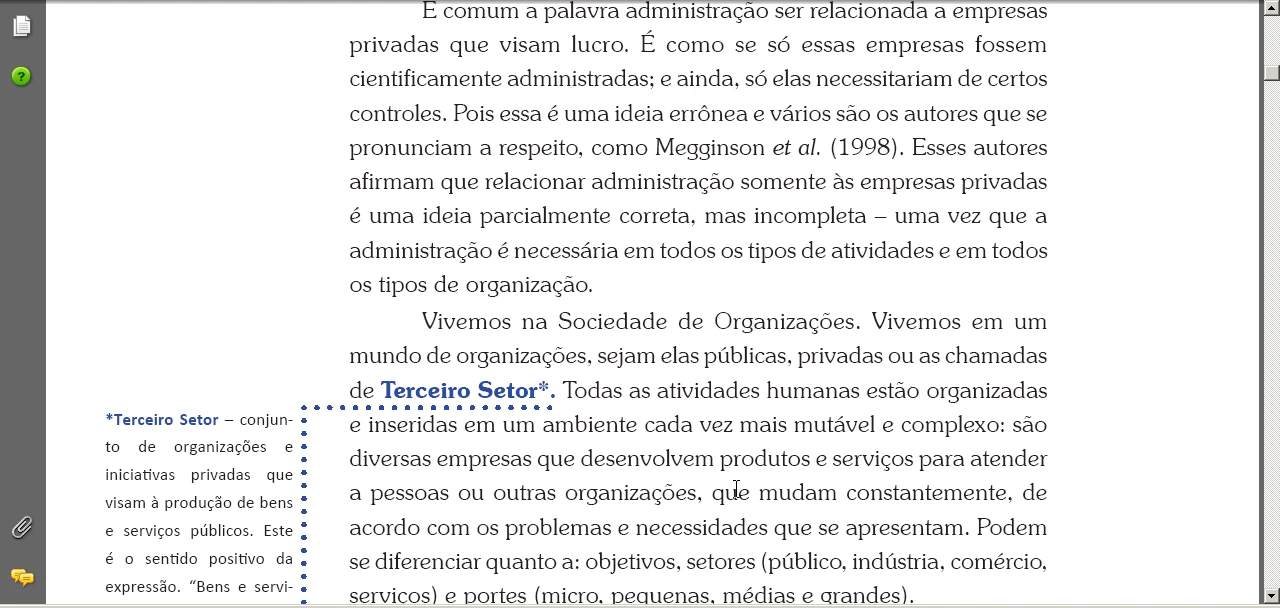 É comum a palavra administração ser relacionada a empresas
privadas que visam lucro. É como se só essas empresas fossem
cientificamente administradas; e ainda, só elas necessitariam de certos
controles. Pois essa é uma ideia errônea e vários são os autores que se
pronunciam a respeito, como Megginson et al. (1998). Esses autores
afirmam que relacionar administração somente às empresas privadas
é uma ideia parcialmente correta, mas incompleta – uma vez que a
administração é necessária em todos os tipos de atividades e em todos
os tipos de organização.
Vivemos na Sociedade de Organizações. Vivemos em um
mundo de organizações, sejam elas públicas, privadas ou as chamadas
de Terceiro Setor*. Todas as atividades humanas estão organizadas
e inseridas em um ambiente cada vez mais mutável e complexo: são
diversas empresas que desenvolvem produtos e serviços para atender
a pessoas ou outras organizações, que mudam constantemente, de
acordo com os problemas e necessidades que se apresentam. Podem
se diferenciar quanto a: objetivos, setores (público, indústria, comércio,
serviços) e portes (micro, pequenas, médias e grandes).
*Terceiro Setor – conjun-
to de organizações e
iniciativas privadas que
visam à produção de bens
e serviços públicos. Este
é o sentido positivo da
expressão. “Bens e servi-